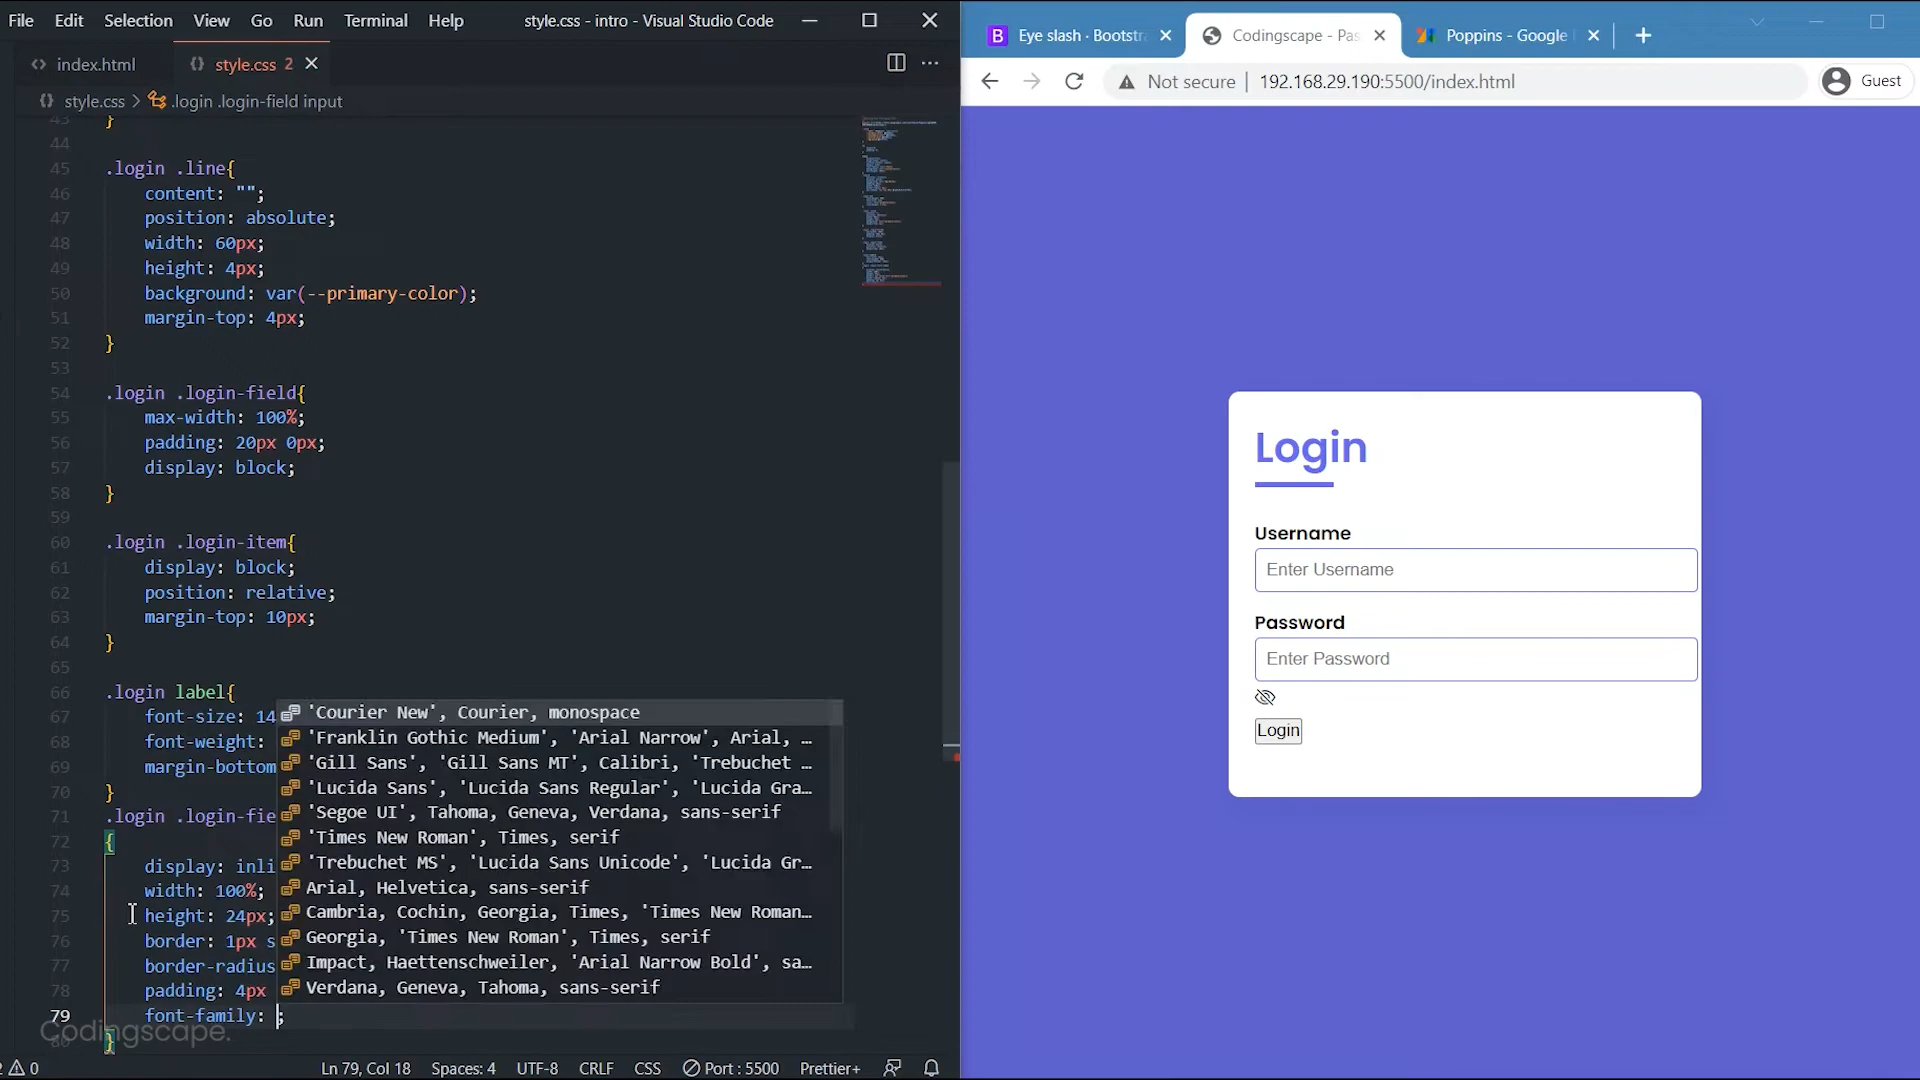 File Edit Selection View Go Run Terminal Help style.css - intro - Visual Studio Code
index.html style.css 2
style.css > .login .login-field input
43 }
44
45 .login .line{
46 content: "";
47 position: absolute;
48 width: 60px;
49 height: 4px;
50 background: var(--primary-color);
51 margin-top: 4px;
52 }
53
54 .login .login-field{
55 max-width: 100%;
56 padding: 20px 0px;
57 display: block;
58 }
59
60 .login .login-item{
61 display: block;
62 position: relative;
63 margin-top: 10px;
64 }
65
66 .login label{
67 font-size: 14
68 font-weight:
69 margin-bottom
70 }
71 .login .login-fie
72 {
73 display: inli
74 width: 100%;
75 height: 24px;
76 border: 1px s
77 border-radius
78 padding: 4px
79 font-family: ;
80 }
'Courier New', Courier, monospace
'Franklin Gothic Medium', 'Arial Narrow', Arial, …
'Gill Sans', 'Gill Sans MT', Calibri, 'Trebuchet …
'Lucida Sans', 'Lucida Sans Regular', 'Lucida Gra…
'Segoe UI', Tahoma, Geneva, Verdana, sans-serif
'Times New Roman', Times, serif
'Trebuchet MS', 'Lucida Sans Unicode', 'Lucida Gr…
Arial, Helvetica, sans-serif
Cambria, Cochin, Georgia, Times, 'Times New Roman…
Georgia, 'Times New Roman', Times, serif
Impact, Haettenschweiler, 'Arial Narrow Bold', sa…
Verdana, Geneva, Tahoma, sans-serif
Codingscape.
0 Ln 79, Col 18 Spaces: 4 UTF-8 CRLF CSS Port : 5500 Prettier+
B Eye slash · Bootstra Codingscape - Pas Poppins - Google
Not secure | 192.168.29.190:5500/index.html Guest
Login
Username
Enter Username
Password
Enter Password
Login